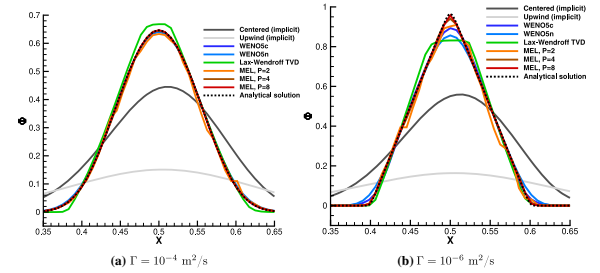 (a)
0.7
0.6
0.5
0.4
0.3
0.2
0.1
0
Φ
0.35
0.4
0.45
0.5
0.55
0.6
0.65
X
Centered (implicit)
Upwind (implicit)
WENO5c
WENO5n
Lax-Wendroff TVD
MEL, P=2
MEL, P=4
MEL, P=8
Analytical solution
(a) Γ = 10⁻⁴ m²/s
(b)
1
0.8
0.6
0.4
0.2
0
Φ
0.35
0.4
0.45
0.5
0.55
0.6
0.65
X
Centered (implicit)
Upwind (implicit)
WENO5c
WENO5n
Lax-Wendroff TVD
MEL, P=2
MEL, P=4
MEL, P=8
Analytical solution
(b) Γ = 10⁻⁶ m²/s